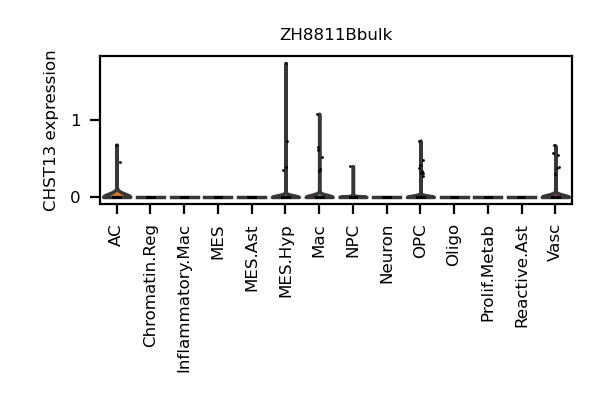 ZH8811Bbulk
CHST13 expression
1
0
AC
Chromatin.Reg
Inflammatory.Mac
MES
MES.Ast
MES.Hyp
Mac
NPC
Neuron
OPC
Oligo
Prolif.Metab
Reactive.Ast
Vasc